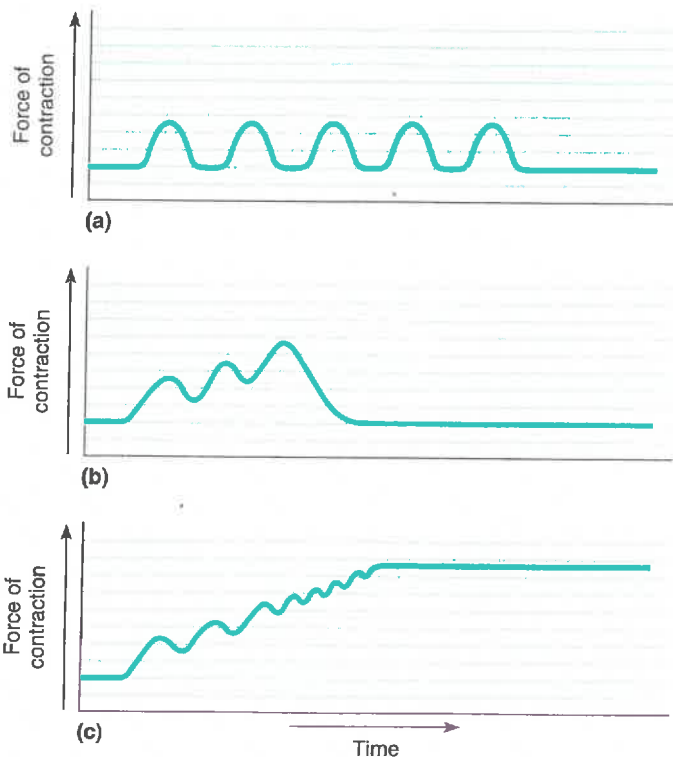 Force of
contraction
(a)
Force of
contraction
(b)
Force of
contraction
(c)
Time